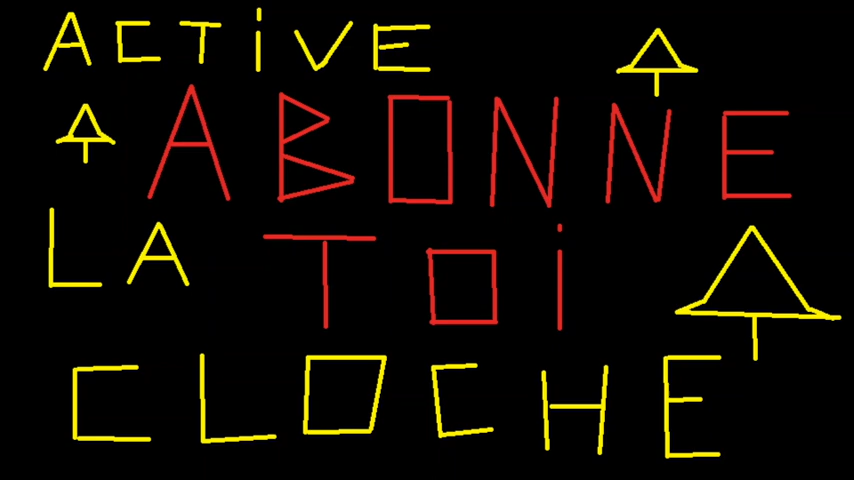 ACTiVE
ABONNE
LA
TOi
CLOCHE